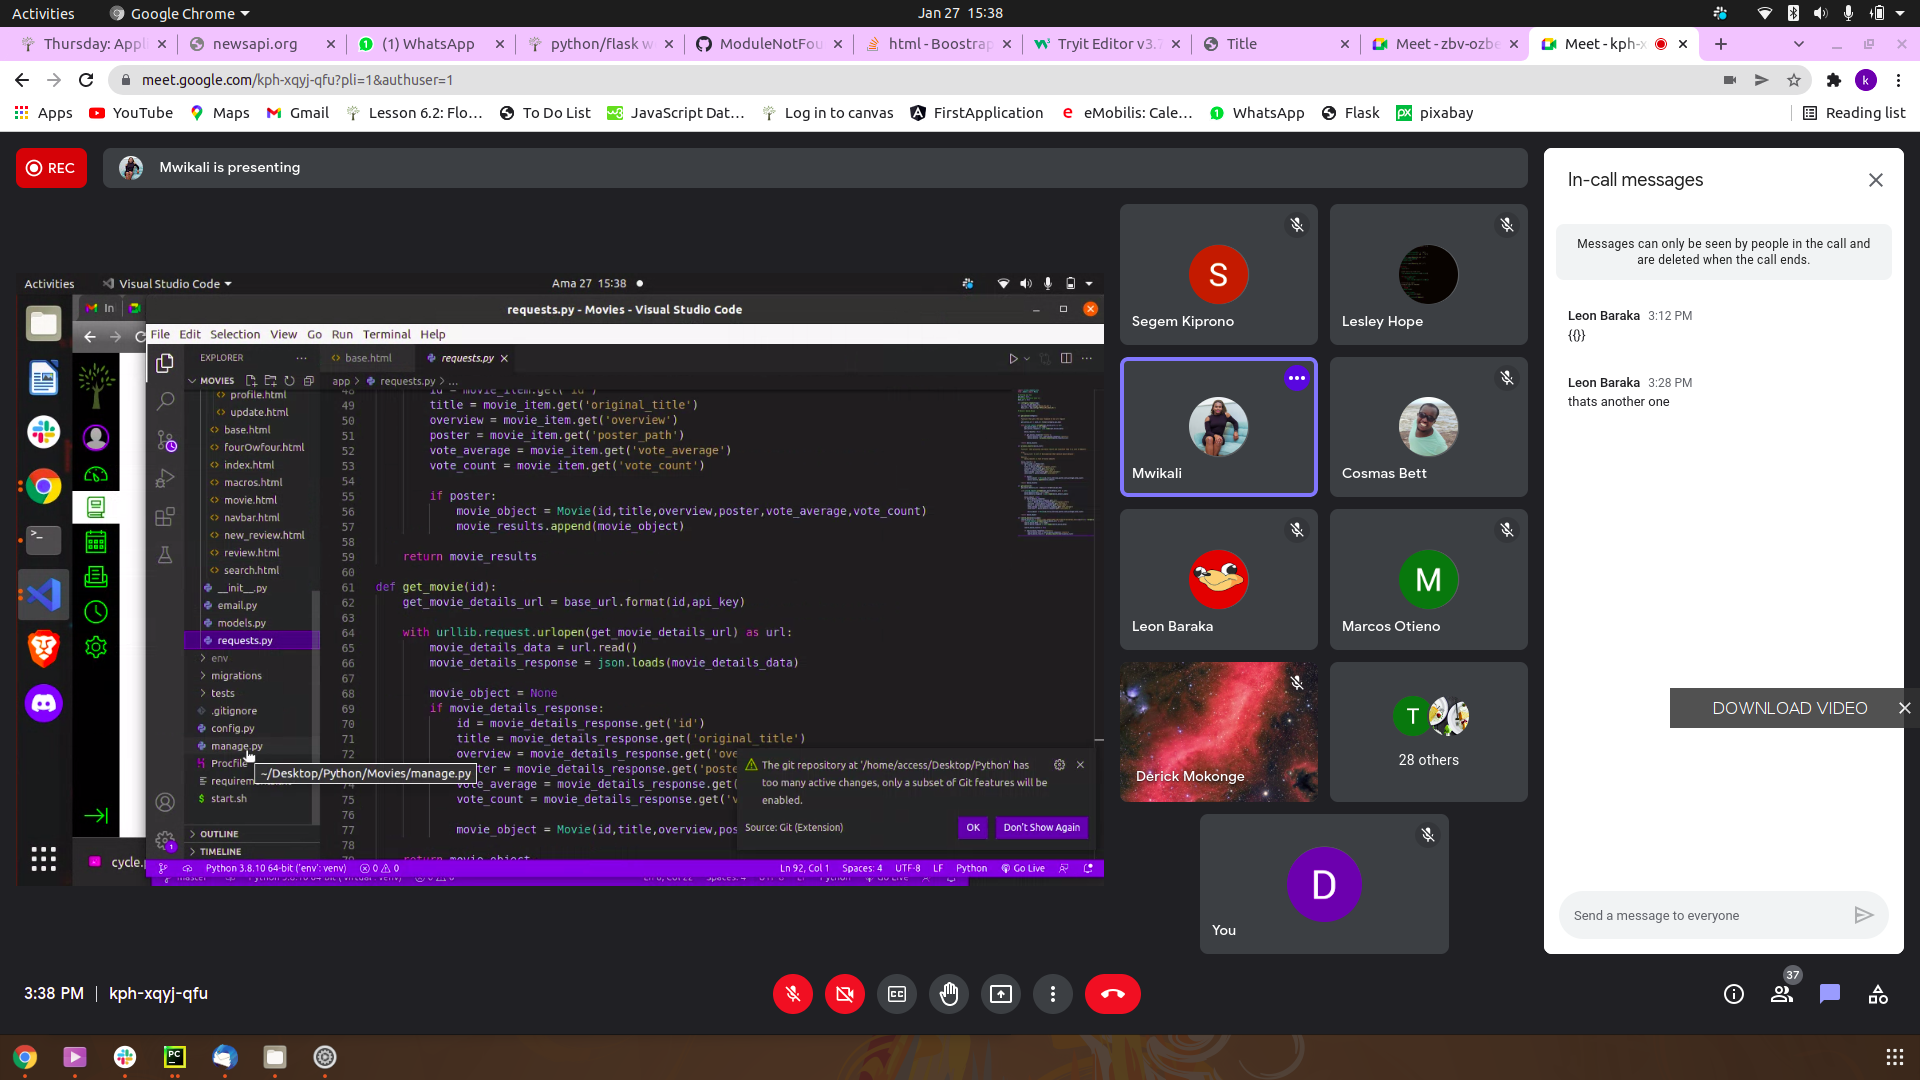 Activities
Google Chrome
Jan 27 15:38
Thursday: Appl
newsapi.org
(1) WhatsApp
python/flask w
ModuleNotFou
html - Boostrap
Tryit Editor v3.
Title
Meet - zbv-ozbe
Meet - kph-x
meet.google.com/kph-xqyj-qfu?pli=1&authuser=1
k
Apps
YouTube
Maps
Gmail
Lesson 6.2: Flo…
To Do List
JavaScript Dat…
Log in to canvas
FirstApplication
eMobilis: Cale…
WhatsApp
Flask
pixabay
Reading list
REC
Mwikali is presenting
Activities
Visual Studio Code
Ama 27 15:38
In
requests.py - Movies - Visual Studio Code
File Edit Selection View Go Run Terminal Help
EXPLORER
MOVIES
profile.html
update.html
base.html
fourOwfour.html
index.html
macros.html
movie.html
navbar.html
new_review.html
review.html
search.html
__init__.py
email.py
models.py
requests.py
env
migrations
tests
.gitignore
config.py
manage.py
Procfile
requirem
start.sh
OUTLINE
TIMELINE
~/Desktop/Python/Movies/manage.py
base.html
requests.py
app > requests.py > ...
48 id = movie_item.get('id')
49 title = movie_item.get('original_title')
50 overview = movie_item.get('overview')
51 poster = movie_item.get('poster_path')
52 vote_average = movie_item.get('vote_average')
53 vote_count = movie_item.get('vote_count')
54
55 if poster:
56 movie_object = Movie(id,title,overview,poster,vote_average,vote_count)
57 movie_results.append(movie_object)
58
59 return movie_results
60
61 def get_movie(id):
62 get_movie_details_url = base_url.format(id,api_key)
63
64 with urllib.request.urlopen(get_movie_details_url) as url:
65 movie_details_data = url.read()
66 movie_details_response = json.loads(movie_details_data)
67
68 movie_object = None
69 if movie_details_response:
70 id = movie_details_response.get('id')
71 title = movie_details_response.get('original_title')
72 overview = movie_details_response.get('ove
ter = movie_details_response.get('poste
te_average = movie_details_response.get(
75 vote_count = movie_details_response.get('v
76
77 movie_object = Movie(id,title,overview,pos
78
79 return movie_object
The git repository at '/home/access/Desktop/Python' has
too many active changes, only a subset of Git features will be
enabled.
Source: Git (Extension)
OK
Don't Show Again
cycle.
Python 3.8.10 64-bit ('env': venv)
0 0
Ln 92, Col 1
Spaces: 4
UTF-8
LF
Python
Go Live
S
Segem Kiprono
Lesley Hope
Mwikali
Cosmas Bett
Leon Baraka
M
Marcos Otieno
Derick Mokonge
T
28 others
D
You
In-call messages
Messages can only be seen by people in the call and
are deleted when the call ends.
Leon Baraka 3:12 PM
{{}}
Leon Baraka 3:28 PM
thats another one
DOWNLOAD VIDEO
Send a message to everyone
3:38 PM | kph-xqyj-qfu
37
PC